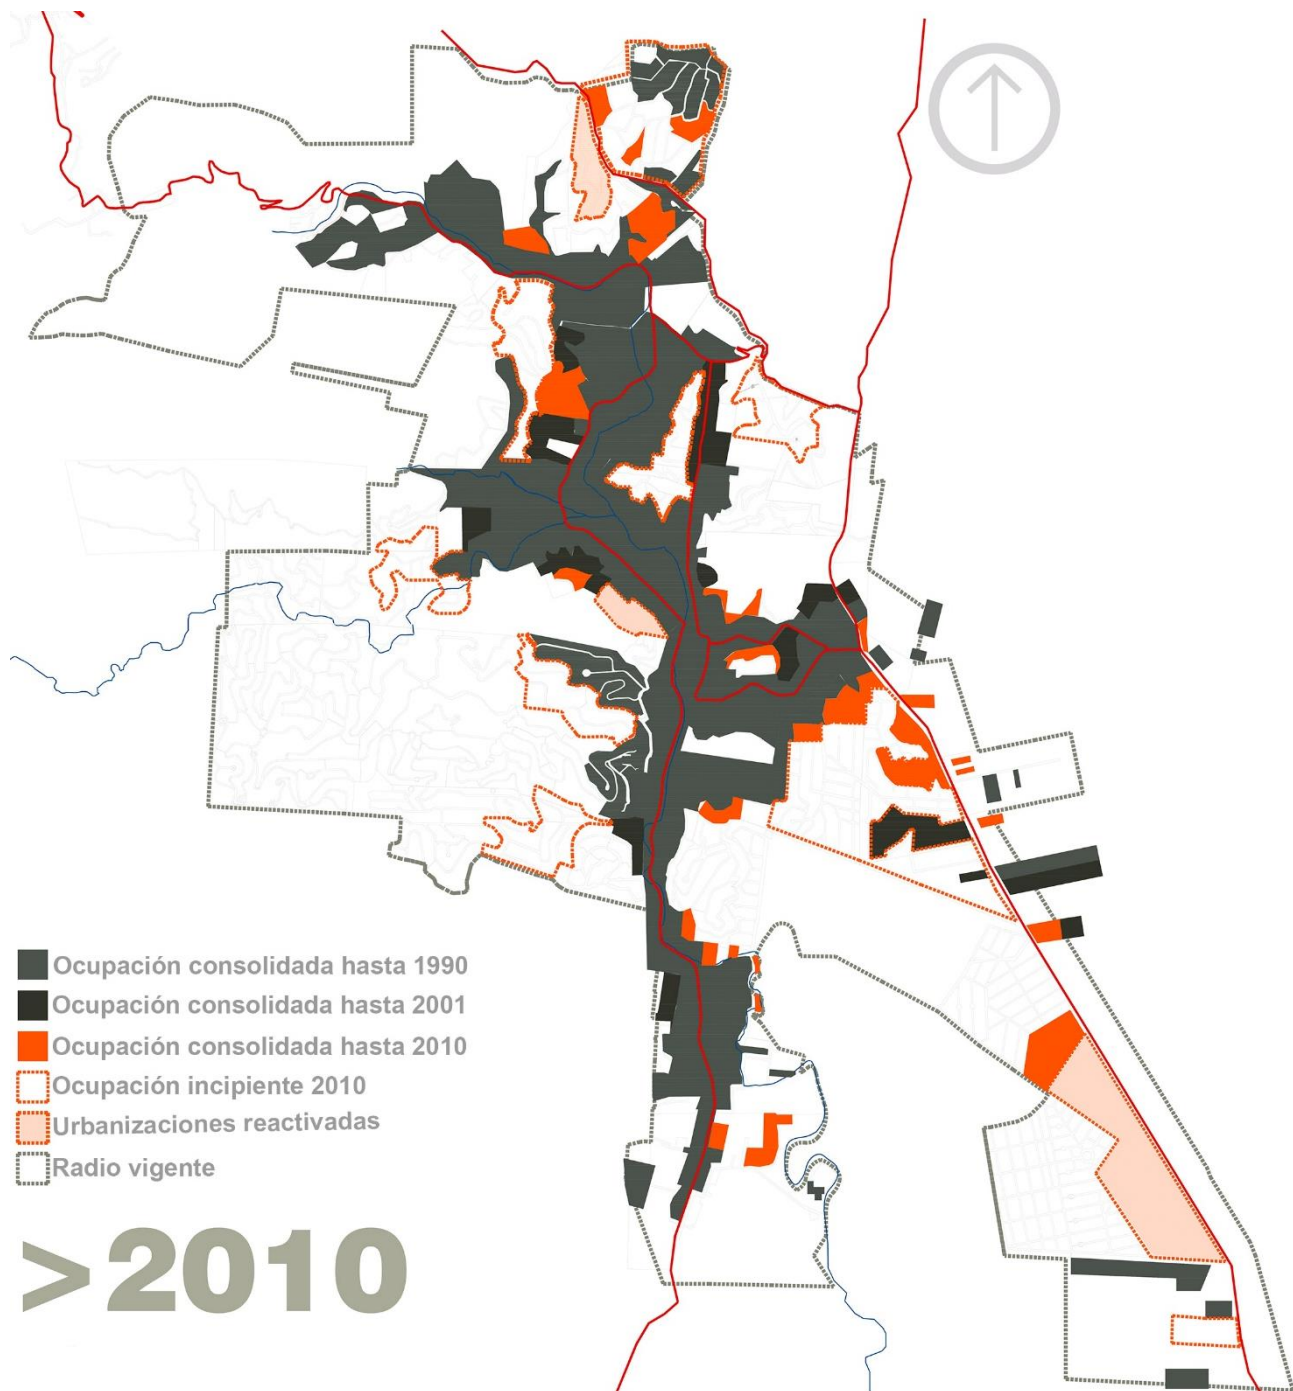 Ocupación consolidada hasta 1990
Ocupación consolidada hasta 2001
Ocupación consolidada hasta 2010
Ocupación incipiente 2010
Urbanizaciones reactivadas
Radio vigente
>2010